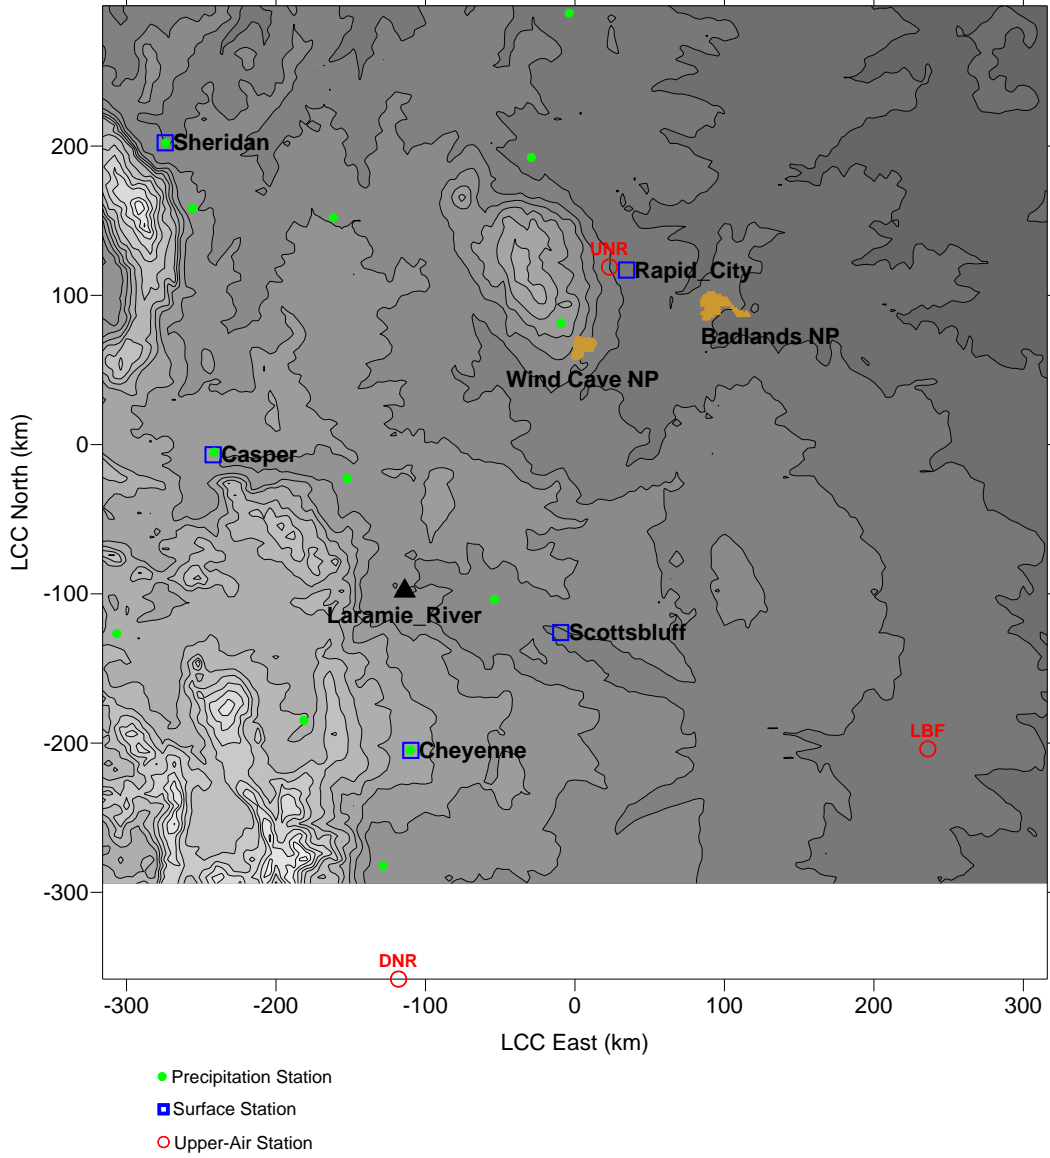 200
100
0
-100
-200
-300
LCC North (km)
Sheridan
UNR
Rapid_City
Badlands NP
Wind Cave NP
Casper
Laramie_River
Scottsbluff
LBF
Cheyenne
DNR
-300 -200 -100 0 100 200 300
LCC East (km)
Precipitation Station
Surface Station
Upper-Air Station